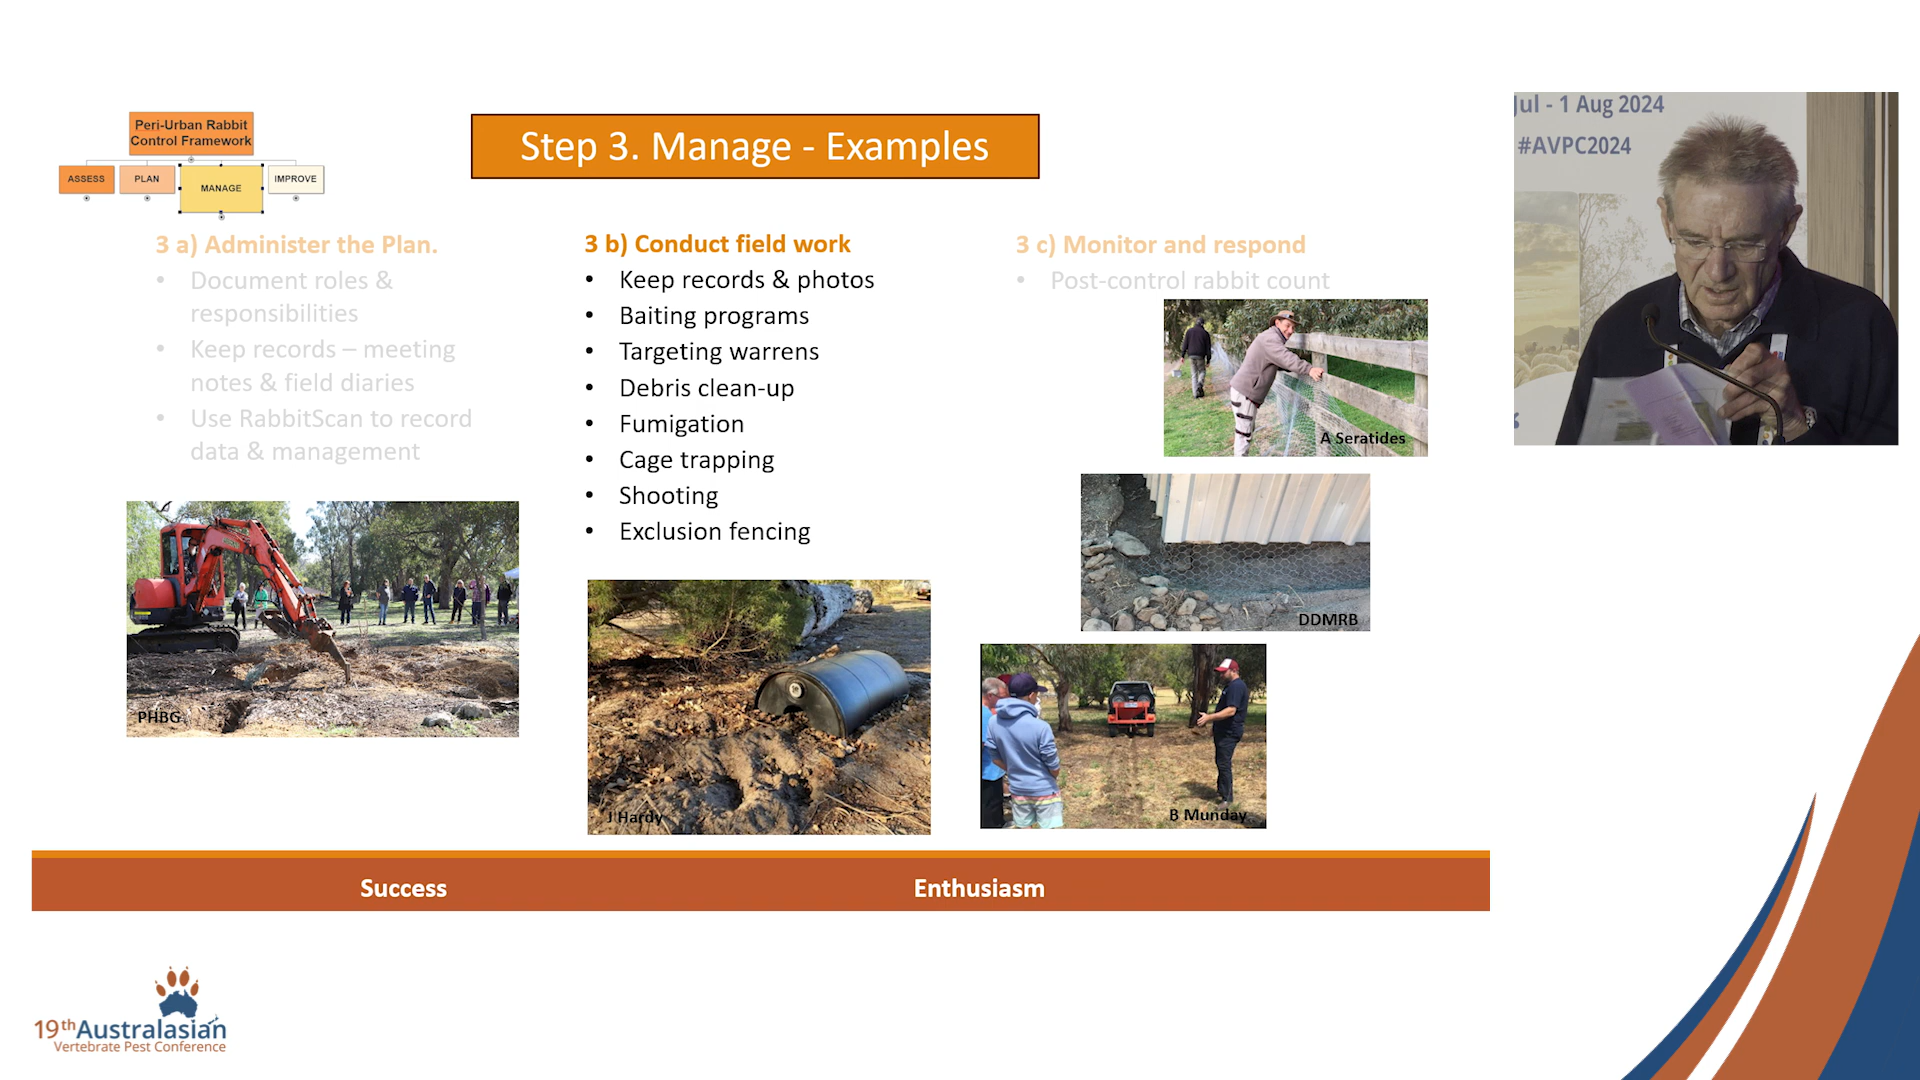 Peri-Urban Rabbit
Control Framework
ASSESS
PLAN
MANAGE
IMPROVE
Step 3. Manage - Examples
3 a) Administer the Plan.
• Document roles &
responsibilities
• Keep records – meeting
notes & field diaries
• Use RabbitScan to record
data & management
PHBG
3 b) Conduct field work
• Keep records & photos
• Baiting programs
• Targeting warrens
• Debris clean-up
• Fumigation
• Cage trapping
• Shooting
• Exclusion fencing
J Hardy
3 c) Monitor and respond
• Post-control rabbit count
A Seratides
DDMRB
B Munday
Jul - 1 Aug 2024
#AVPC2024
Success
Enthusiasm
19th Australasian
Vertebrate Pest Conference